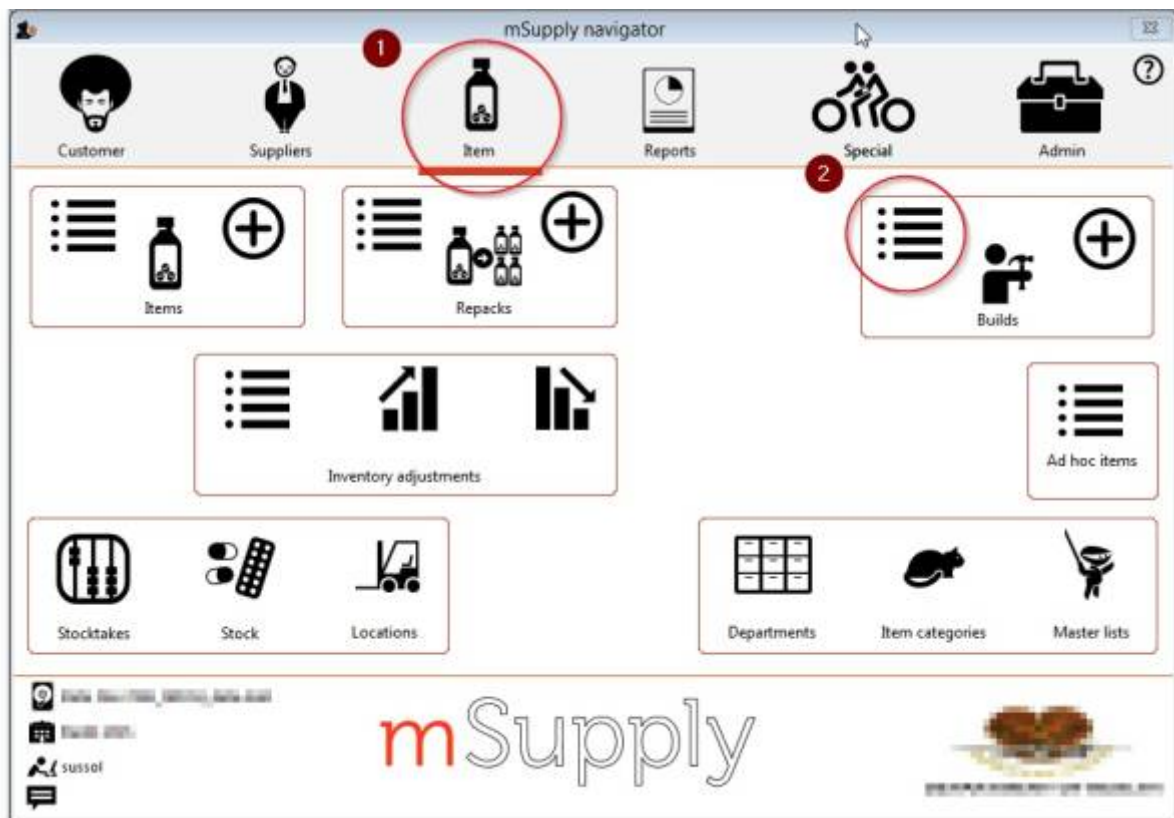 mSupply navigator
1
?
Customer
Suppliers
Item
Reports
Special
Admin
2
Items
Repacks
Builds
Inventory adjustments
Ad hoc items
Stocktakes
Stock
Locations
Departments
Item categories
Master lists
sussol
mSupply